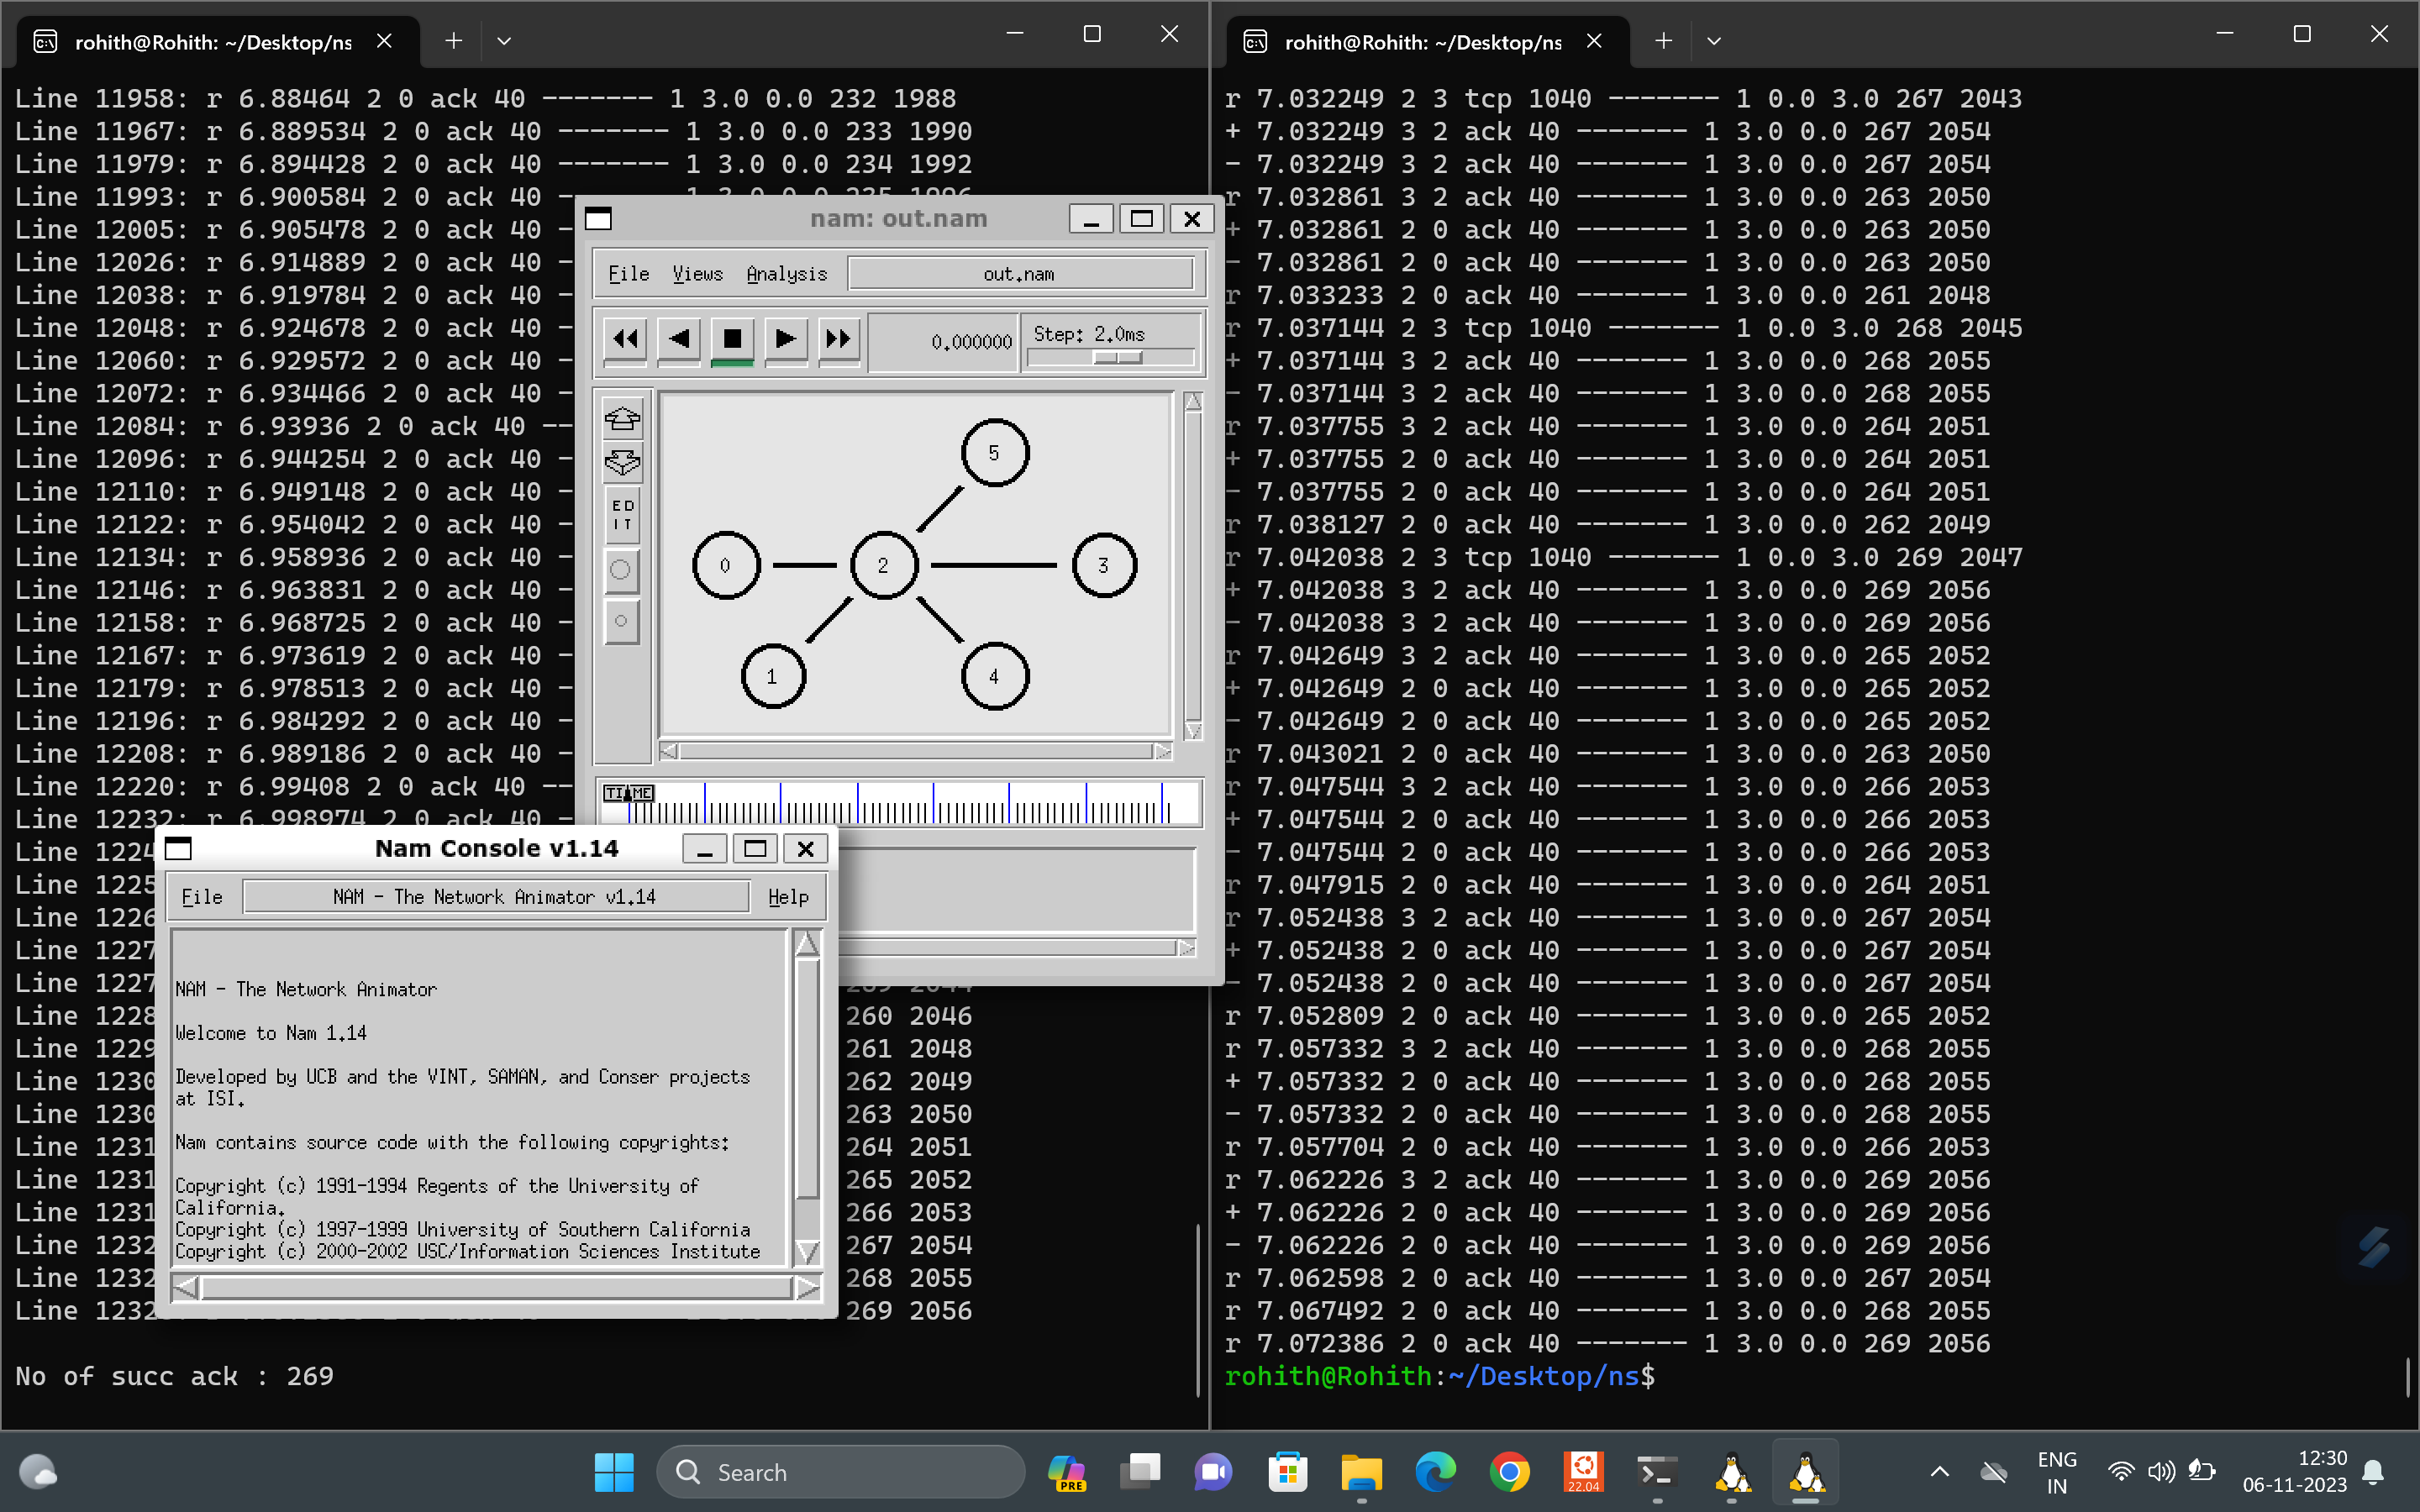 rohith@Rohith: ~/Desktop/ns
Line 11958: r 6.88464 2 0 ack 40 ------- 1 3.0 0.0 232 1988
Line 11967: r 6.889534 2 0 ack 40 ------- 1 3.0 0.0 233 1990
Line 11979: r 6.894428 2 0 ack 40 ------- 1 3.0 0.0 234 1992
Line 11993: r 6.900584 2 0 ack 40 - 1 3.0 0.0 235 1996
Line 12005: r 6.905478 2 0 ack 40 -
Line 12026: r 6.914889 2 0 ack 40 -
Line 12038: r 6.919784 2 0 ack 40 -
Line 12048: r 6.924678 2 0 ack 40 -
Line 12060: r 6.929572 2 0 ack 40 -
Line 12072: r 6.934466 2 0 ack 40 -
Line 12084: r 6.93936 2 0 ack 40 --
Line 12096: r 6.944254 2 0 ack 40 -
Line 12110: r 6.949148 2 0 ack 40 -
Line 12122: r 6.954042 2 0 ack 40 -
Line 12134: r 6.958936 2 0 ack 40 -
Line 12146: r 6.963831 2 0 ack 40 -
Line 12158: r 6.968725 2 0 ack 40 -
Line 12167: r 6.973619 2 0 ack 40 -
Line 12179: r 6.978513 2 0 ack 40 -
Line 12196: r 6.984292 2 0 ack 40 -
Line 12208: r 6.989186 2 0 ack 40 -
Line 12220: r 6.99408 2 0 ack 40 --
Line 12232: r 6.998974 2 0 ack 40 -
Line 1224
Line 1225
Line 1226
Line 1227
Line 1227
Line 1228 260 2046
Line 1229 261 2048
Line 1230 262 2049
Line 1230 263 2050
Line 1231 264 2051
Line 1231 265 2052
Line 1231 266 2053
Line 1232 267 2054
Line 1232 268 2055
Line 1232 269 2056
No of succ ack : 269
nam: out.nam
File Views Analysis out.nam
0.000000
Step: 2.0ms
ED
IT
5
0
2
3
1
4
TIME
Nam Console v1.14
File NAM - The Network Animator v1.14 Help
NAM - The Network Animator
Welcome to Nam 1.14
Developed by UCB and the VINT, SAMAN, and Conser projects
at ISI.
Nam contains source code with the following copyrights:
Copyright (c) 1991-1994 Regents of the University of
California.
Copyright (c) 1997-1999 University of Southern California
Copyright (c) 2000-2002 USC/Information Sciences Institute
rohith@Rohith: ~/Desktop/ns
r 7.032249 2 3 tcp 1040 ------- 1 0.0 3.0 267 2043
+ 7.032249 3 2 ack 40 ------- 1 3.0 0.0 267 2054
- 7.032249 3 2 ack 40 ------- 1 3.0 0.0 267 2054
r 7.032861 3 2 ack 40 ------- 1 3.0 0.0 263 2050
+ 7.032861 2 0 ack 40 ------- 1 3.0 0.0 263 2050
- 7.032861 2 0 ack 40 ------- 1 3.0 0.0 263 2050
r 7.033233 2 0 ack 40 ------- 1 3.0 0.0 261 2048
r 7.037144 2 3 tcp 1040 ------- 1 0.0 3.0 268 2045
+ 7.037144 3 2 ack 40 ------- 1 3.0 0.0 268 2055
- 7.037144 3 2 ack 40 ------- 1 3.0 0.0 268 2055
r 7.037755 3 2 ack 40 ------- 1 3.0 0.0 264 2051
+ 7.037755 2 0 ack 40 ------- 1 3.0 0.0 264 2051
- 7.037755 2 0 ack 40 ------- 1 3.0 0.0 264 2051
r 7.038127 2 0 ack 40 ------- 1 3.0 0.0 262 2049
r 7.042038 2 3 tcp 1040 ------- 1 0.0 3.0 269 2047
+ 7.042038 3 2 ack 40 ------- 1 3.0 0.0 269 2056
- 7.042038 3 2 ack 40 ------- 1 3.0 0.0 269 2056
r 7.042649 3 2 ack 40 ------- 1 3.0 0.0 265 2052
+ 7.042649 2 0 ack 40 ------- 1 3.0 0.0 265 2052
- 7.042649 2 0 ack 40 ------- 1 3.0 0.0 265 2052
r 7.043021 2 0 ack 40 ------- 1 3.0 0.0 263 2050
r 7.047544 3 2 ack 40 ------- 1 3.0 0.0 266 2053
+ 7.047544 2 0 ack 40 ------- 1 3.0 0.0 266 2053
- 7.047544 2 0 ack 40 ------- 1 3.0 0.0 266 2053
r 7.047915 2 0 ack 40 ------- 1 3.0 0.0 264 2051
r 7.052438 3 2 ack 40 ------- 1 3.0 0.0 267 2054
+ 7.052438 2 0 ack 40 ------- 1 3.0 0.0 267 2054
- 7.052438 2 0 ack 40 ------- 1 3.0 0.0 267 2054
r 7.052809 2 0 ack 40 ------- 1 3.0 0.0 265 2052
r 7.057332 3 2 ack 40 ------- 1 3.0 0.0 268 2055
+ 7.057332 2 0 ack 40 ------- 1 3.0 0.0 268 2055
- 7.057332 2 0 ack 40 ------- 1 3.0 0.0 268 2055
r 7.057704 2 0 ack 40 ------- 1 3.0 0.0 266 2053
r 7.062226 3 2 ack 40 ------- 1 3.0 0.0 269 2056
+ 7.062226 2 0 ack 40 ------- 1 3.0 0.0 269 2056
- 7.062226 2 0 ack 40 ------- 1 3.0 0.0 269 2056
r 7.062598 2 0 ack 40 ------- 1 3.0 0.0 267 2054
r 7.067492 2 0 ack 40 ------- 1 3.0 0.0 268 2055
r 7.072386 2 0 ack 40 ------- 1 3.0 0.0 269 2056
rohith@Rohith:~/Desktop/ns$
Search
PRE
22.04
ENG
IN
12:30
06-11-2023